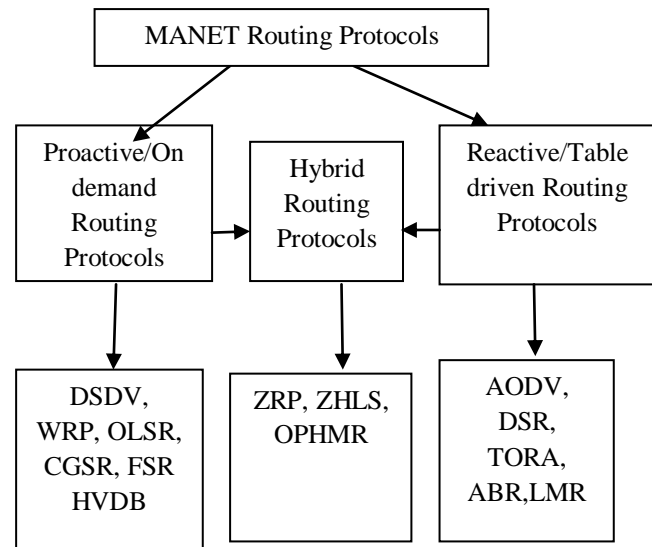 MANET Routing Protocols
Proactive/On
demand
Routing
Protocols
Hybrid
Routing
Protocols
Reactive/Table
driven Routing
Protocols
DSDV,
WRP, OLSR,
CGSR, FSR
HVDB
ZRP, ZHLS,
OPHMR
AODV,
DSR,
TORA,
ABR,LMR